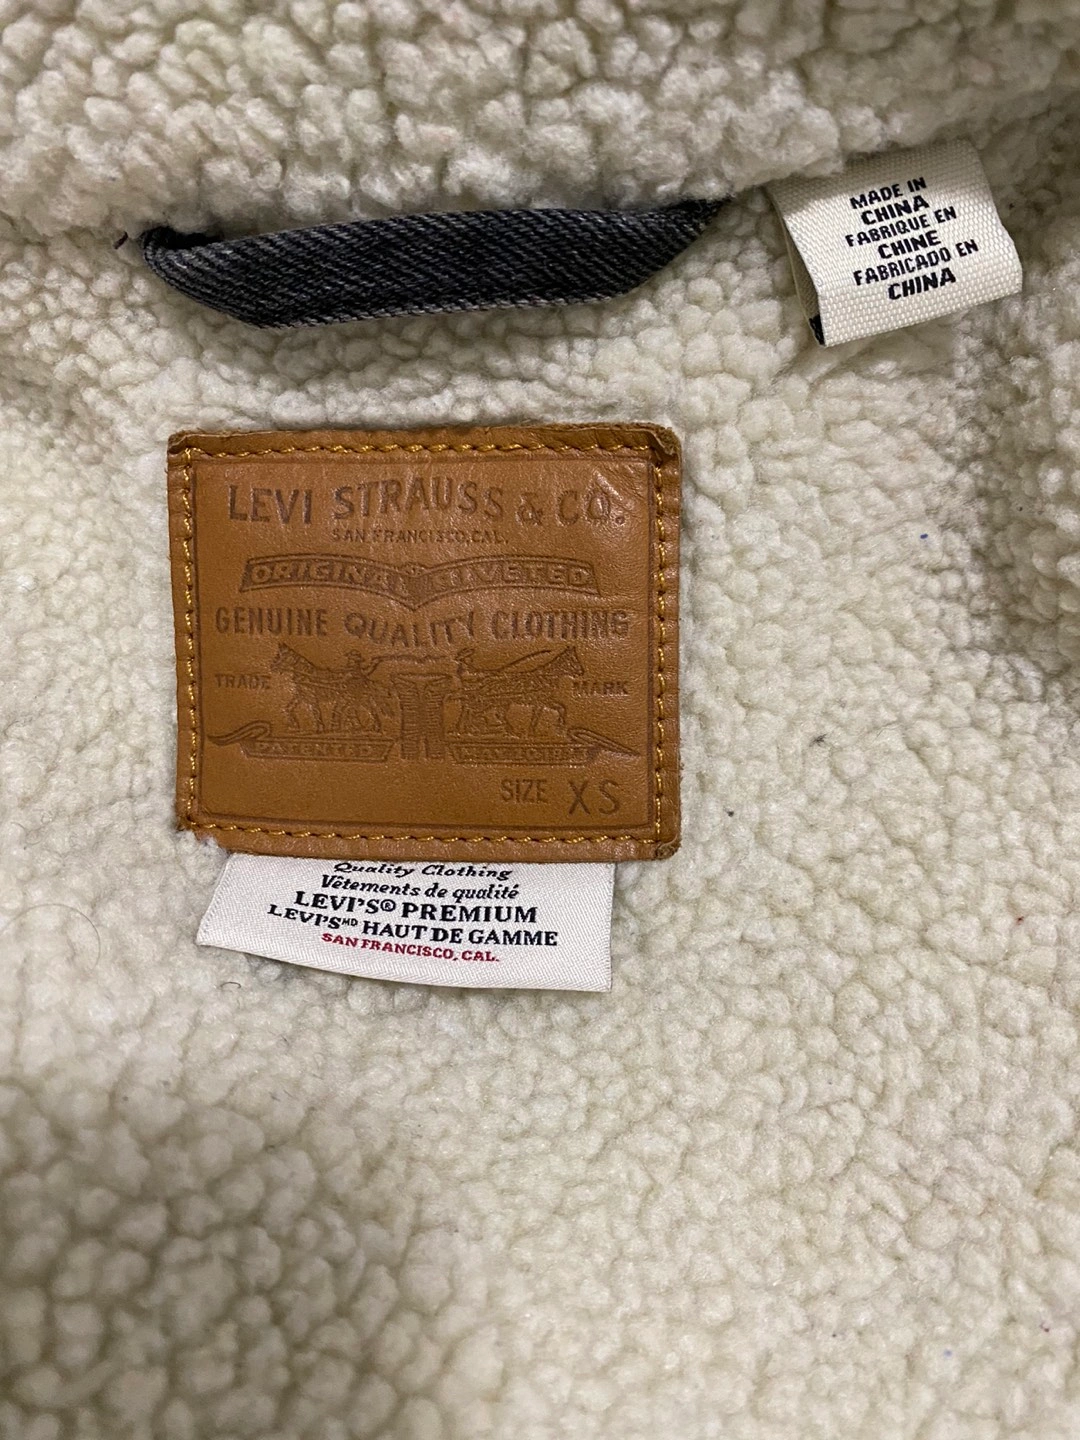 MADE IN
CHINA
FABRIQUE EN
CHINE
FABRICADO EN
CHINA
LEVI STRAUSS & CO.
SAN FRANCISCO, CAL.
ORIGINAL RIVETED
GENUINE QUALITY CLOTHING
TRADE MARK
PATENTED
SIZE XS
Quality Clothing
Vêtements de qualité
LEVI'S® PREMIUM
LEVI'S MD HAUT DE GAMME
SAN FRANCISCO, CAL.